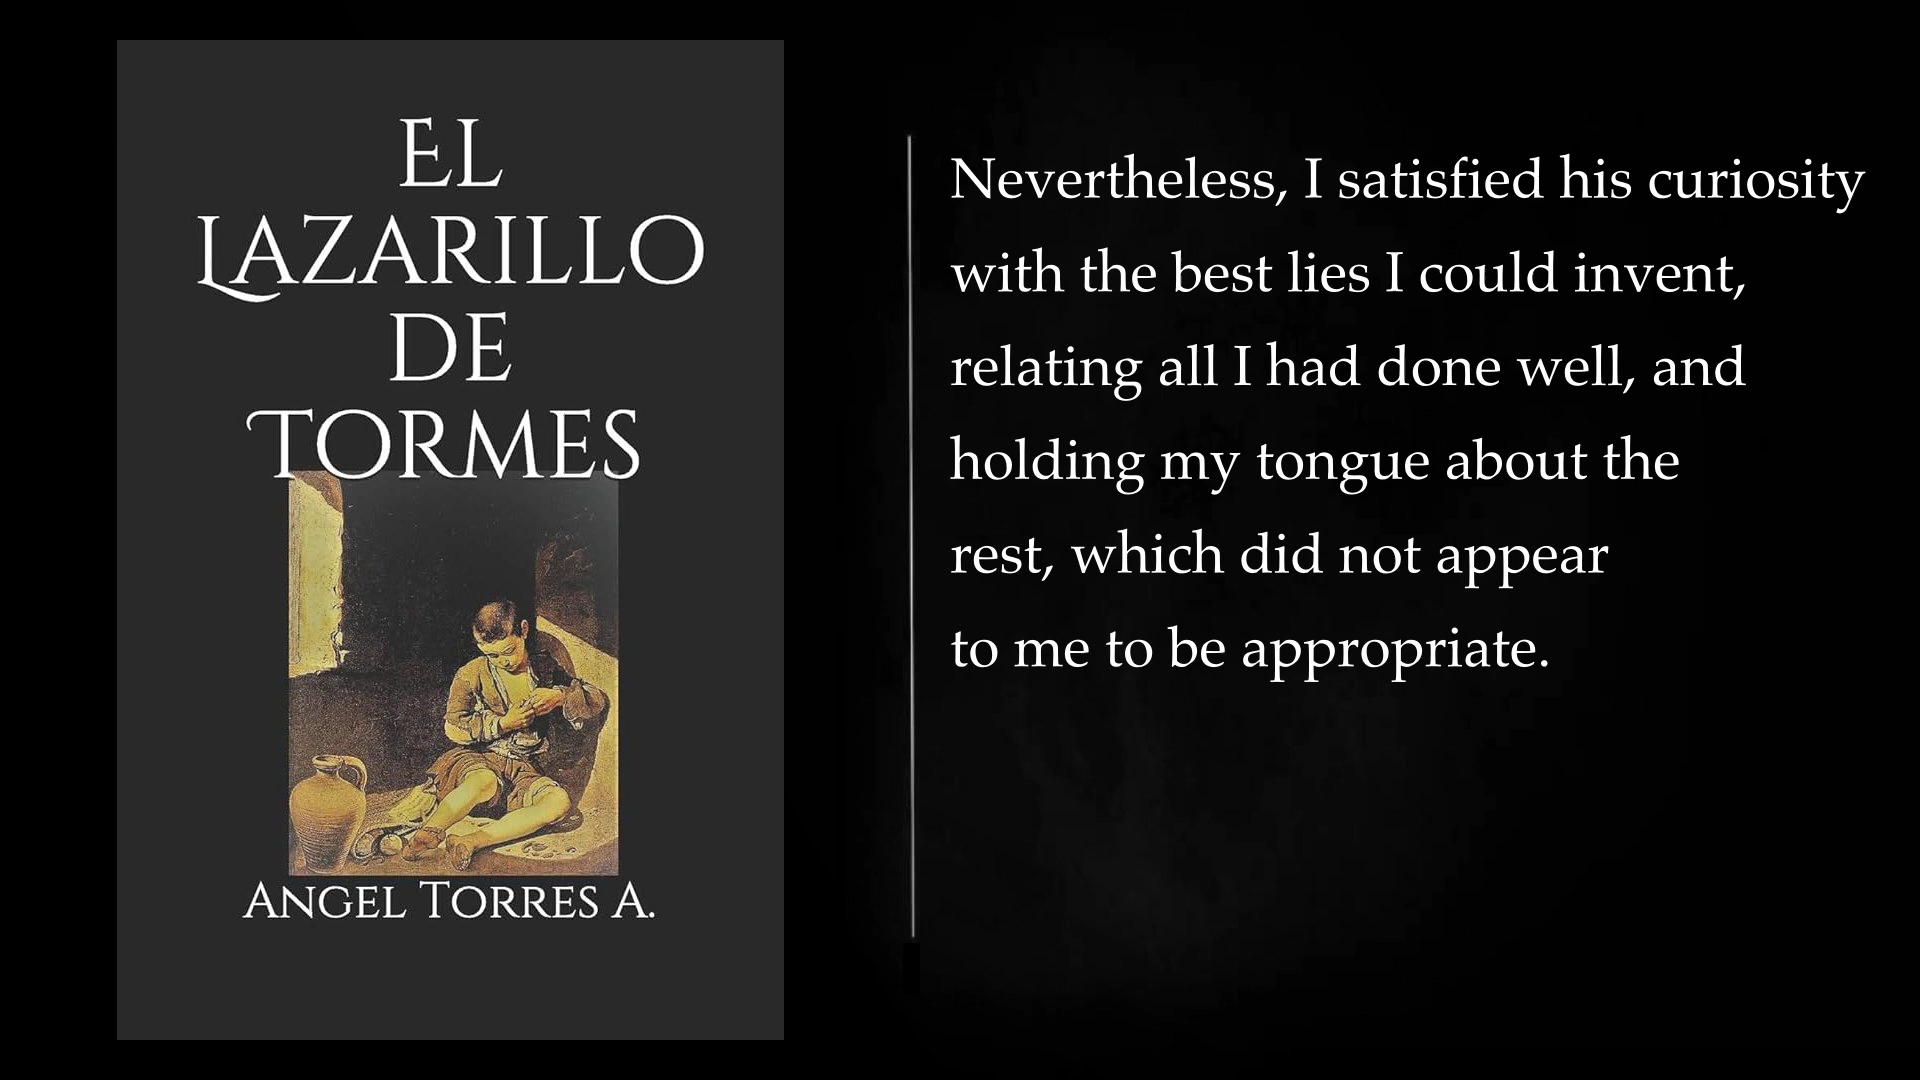 EL
LAZARILLO
DE
TORMES
ANGEL TORRES A.
Nevertheless, I satisfied his curiosity
with the best lies I could invent,
relating all I had done well, and
holding my tongue about the
rest, which did not appear
to me to be appropriate.